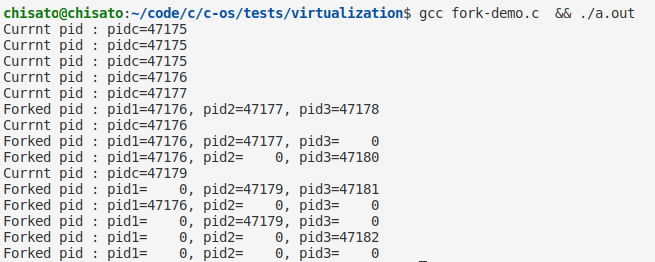 chisato@chisato:~/code/c/c-os/tests/virtualization$ gcc fork-demo.c  && ./a.out
Currnt pid : pidc=47175
Currnt pid : pidc=47175
Currnt pid : pidc=47175
Currnt pid : pidc=47176
Currnt pid : pidc=47177
Forked pid : pid1=47176, pid2=47177, pid3=47178
Currnt pid : pidc=47176
Forked pid : pid1=47176, pid2=47177, pid3=    0
Forked pid : pid1=47176, pid2=    0, pid3=47180
Currnt pid : pidc=47179
Forked pid : pid1=    0, pid2=47179, pid3=47181
Forked pid : pid1=47176, pid2=    0, pid3=    0
Forked pid : pid1=    0, pid2=47179, pid3=    0
Forked pid : pid1=    0, pid2=    0, pid3=47182
Forked pid : pid1=    0, pid2=    0, pid3=    0